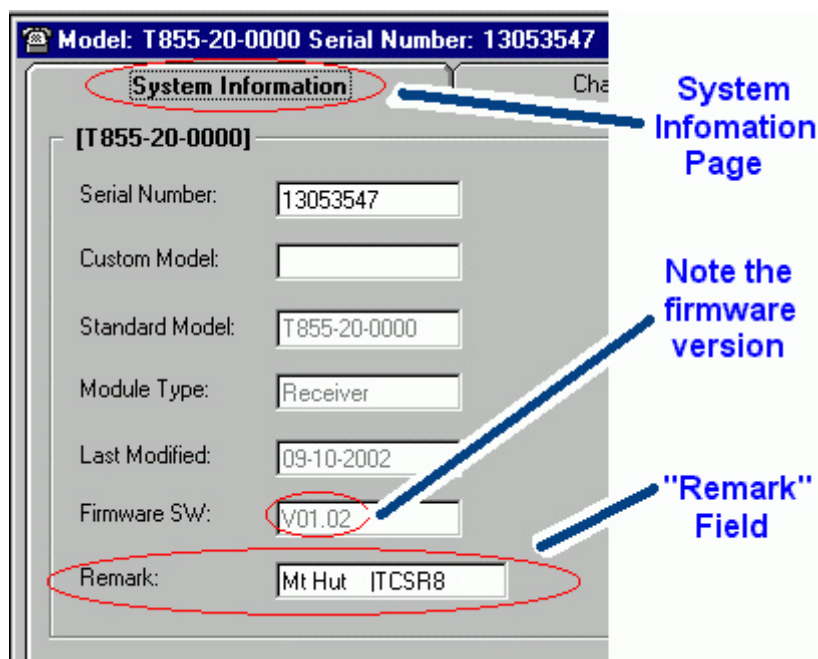 Model: T855-20-0000 Serial Number: 13053547
System Information
Cha
System
Infomation
Page
[T855-20-0000]
Serial Number: 13053547
Custom Model:
Note the
firmware
version
Standard Model: T855-20-0000
Module Type: Receiver
Last Modified: 09-10-2002
Firmware SW: V01.02
"Remark"
Field
Remark: Mt Hut |TCSR8